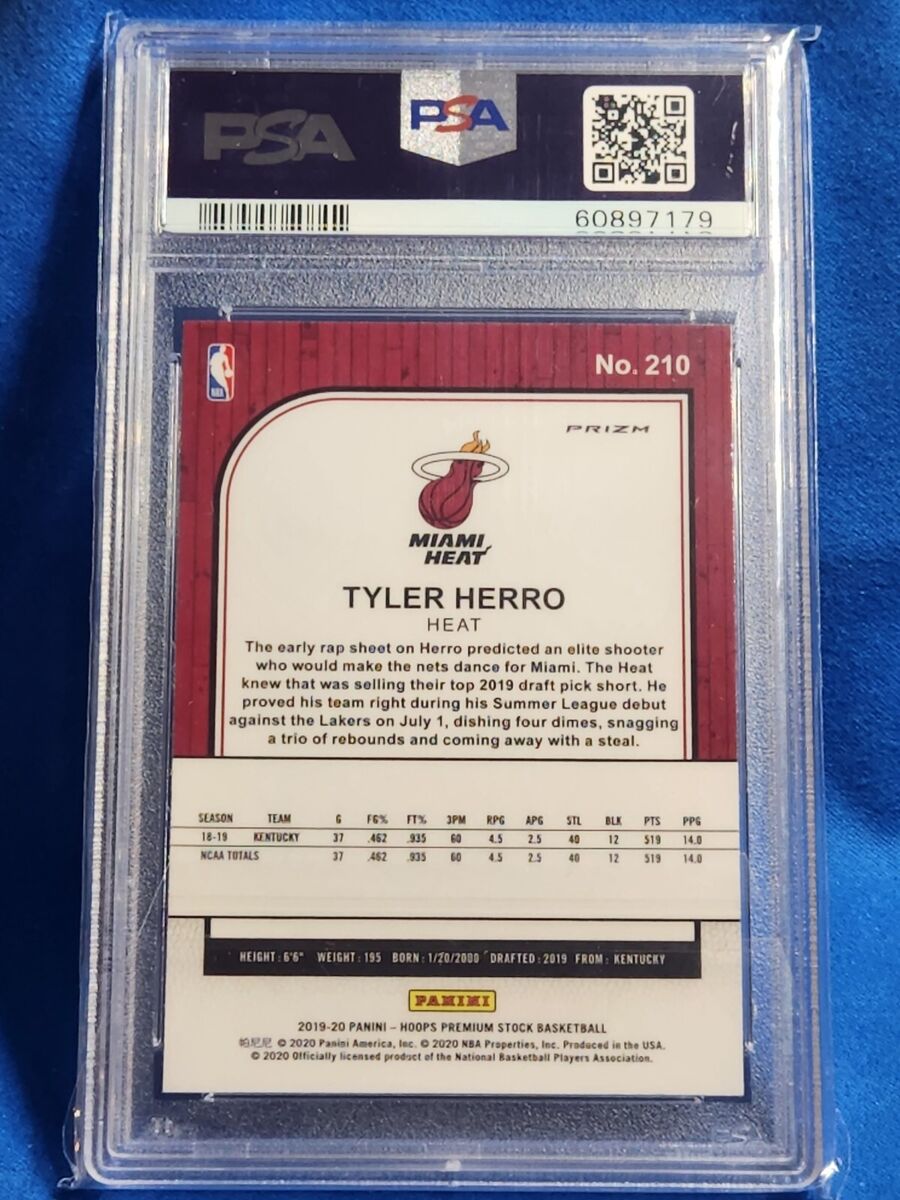 PSA
PSA
60897179
NBA
No. 210
PRIZM
MIAMI
HEAT
TYLER HERRO
HEAT
The early rap sheet on Herro predicted an elite shooter
who would make the nets dance for Miami. The Heat
knew that was selling their top 2019 draft pick short. He
proved his team right during his Summer League debut
against the Lakers on July 1, dishing four dimes, snagging
a trio of rebounds and coming away with a steal.
SEASON TEAM G FG% FT% 3PM RPG APG STL BLK PTS PPG
18-19 KENTUCKY 37 .462 .935 60 4.5 2.5 40 12 519 14.0
NCAA TOTALS 37 .462 .935 60 4.5 2.5 40 12 519 14.0
HEIGHT: 6'6" WEIGHT: 195 BORN: 1/20/2000 DRAFTED: 2019 FROM: KENTUCKY
PANINI
2019-20 PANINI – HOOPS PREMIUM STOCK BASKETBALL
帕尼尼 © 2020 Panini America, Inc. © 2020 NBA Properties, Inc. Produced in the USA.
© 2020 Officially licensed product of the National Basketball Players Association.